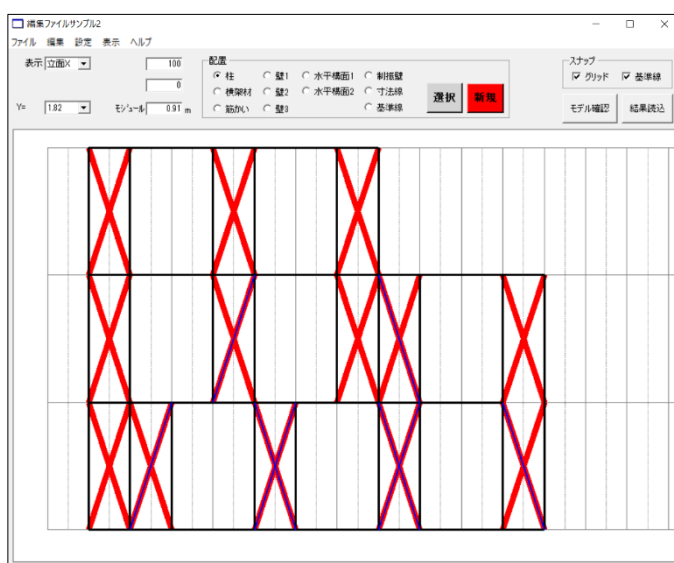 編集ファイルサンプル2
ファイル 編集 設定 表示 ヘルプ
表示 立面X 100
0
Y= 1.82 モジュール 0.91 m
配置
柱 壁1 水平構面1 制振壁
横架材 壁2 水平構面2 寸法線
筋かい 壁3 基準線
選択 新規
スナップ
グリッド 基準線
モデル確認 結果読込